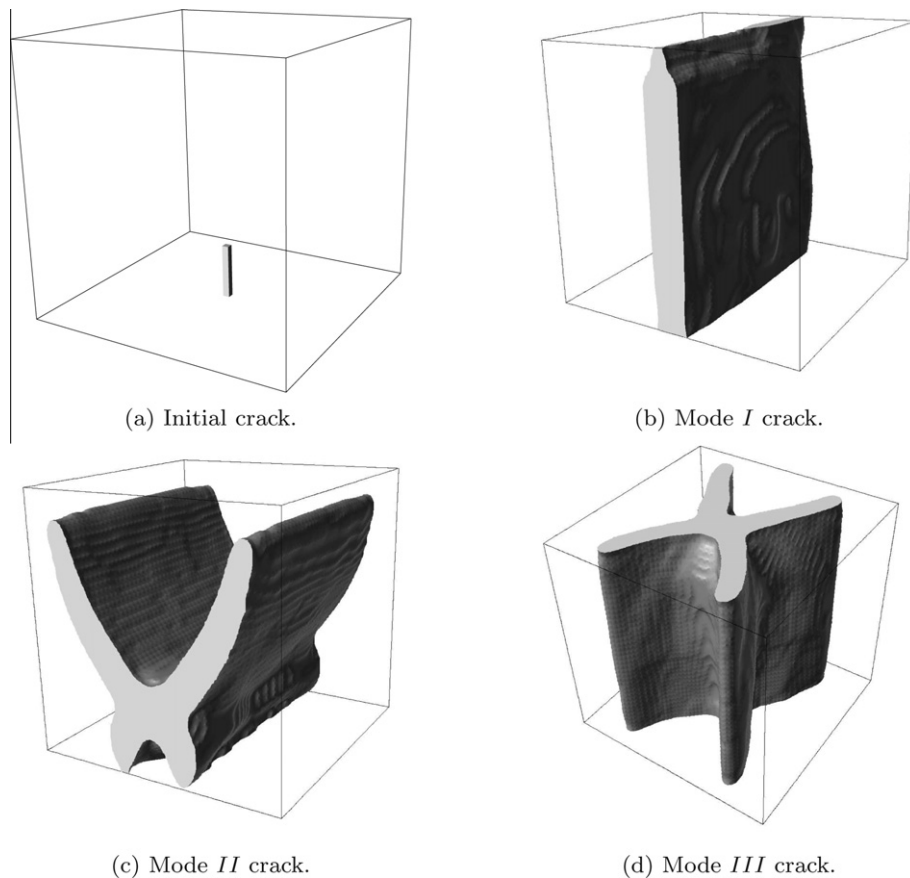 (a) Initial crack.
(b) Mode I crack.
(c) Mode II crack.
(d) Mode III crack.